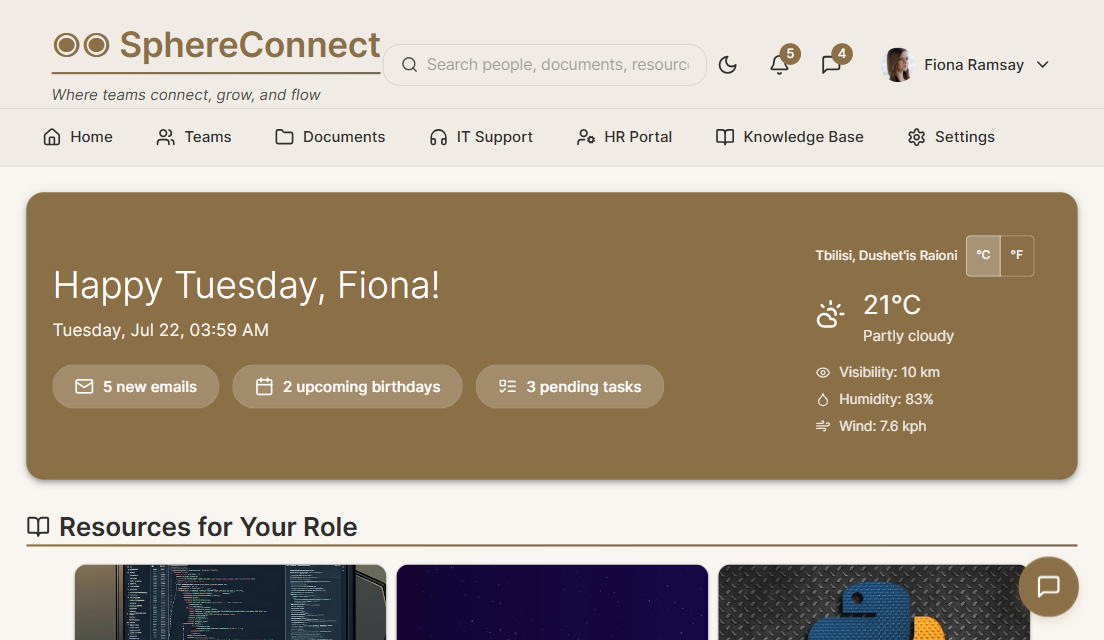 SphereConnect
Where teams connect, grow, and flow
Search people, documents, resourc
5
4
Fiona Ramsay
Home
Teams
Documents
IT Support
HR Portal
Knowledge Base
Settings
Happy Tuesday, Fiona!
Tuesday, Jul 22, 03:59 AM
5 new emails
2 upcoming birthdays
3 pending tasks
Tbilisi, Dushet'is Raioni
°C
°F
21°C
Partly cloudy
Visibility: 10 km
Humidity: 83%
Wind: 7.6 kph
Resources for Your Role